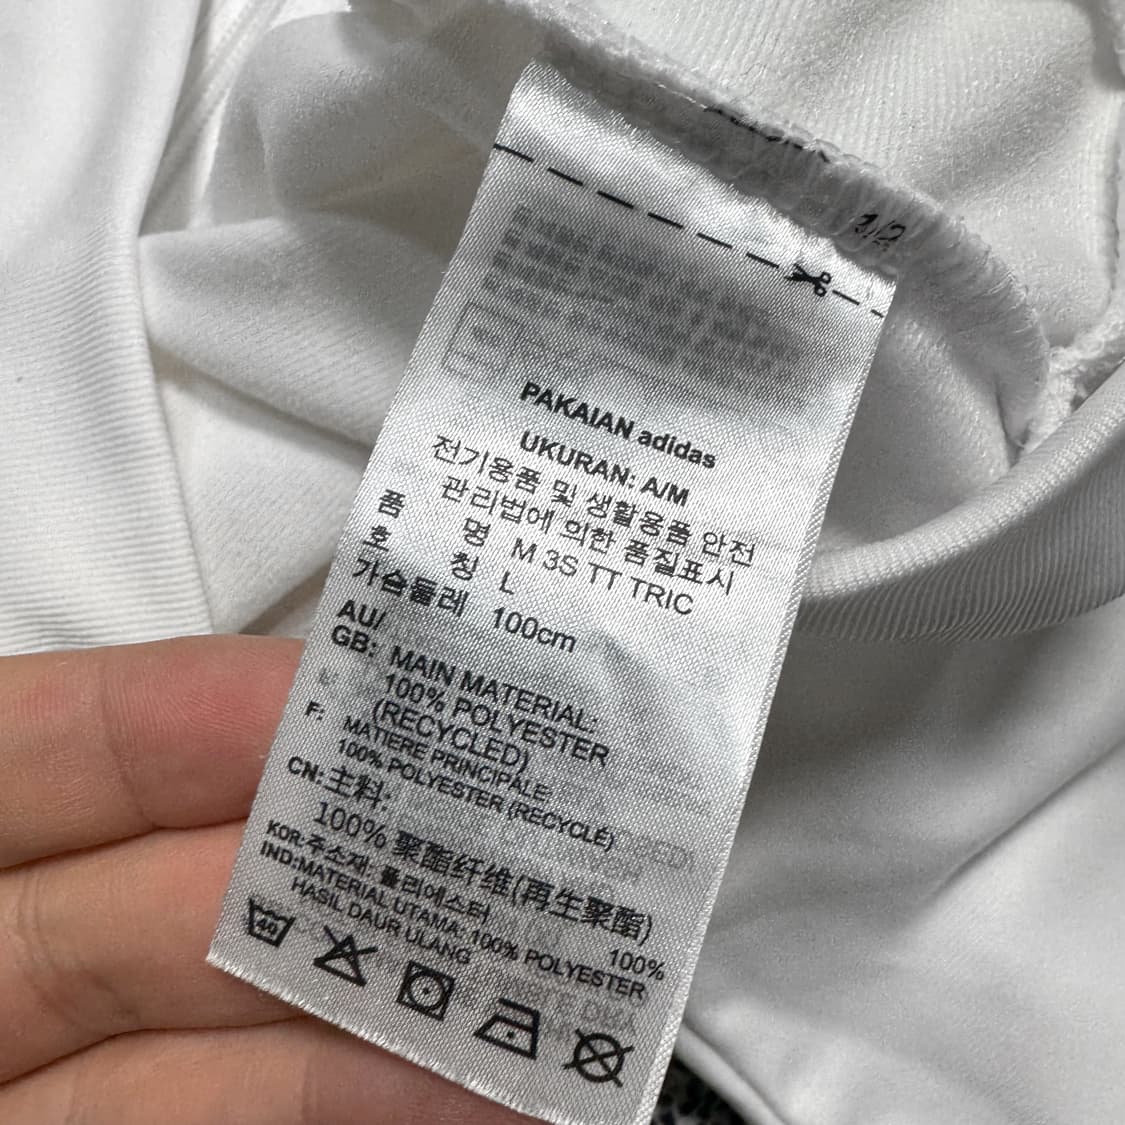 1/2
PAKAIAN adidas
UKURAN: A/M
전기용품 및 생활용품 안전
관리법에 의한 품질표시
품 명 M 3S TT TRIC
호 칭 L
가슴둘레 100cm
AU/
GB: MAIN MATERIAL:
100% POLYESTER
(RECYCLED)
F: MATIERE PRINCIPALE:
100% POLYESTER (RECYCLÉ)
CN: 主料:
100% 聚酯纤维(再生聚酯)
KOR: 주소재: 폴리에스터 100%
IND:MATERIAL UTAMA: 100% POLYESTER
HASIL DAUR ULANG
40